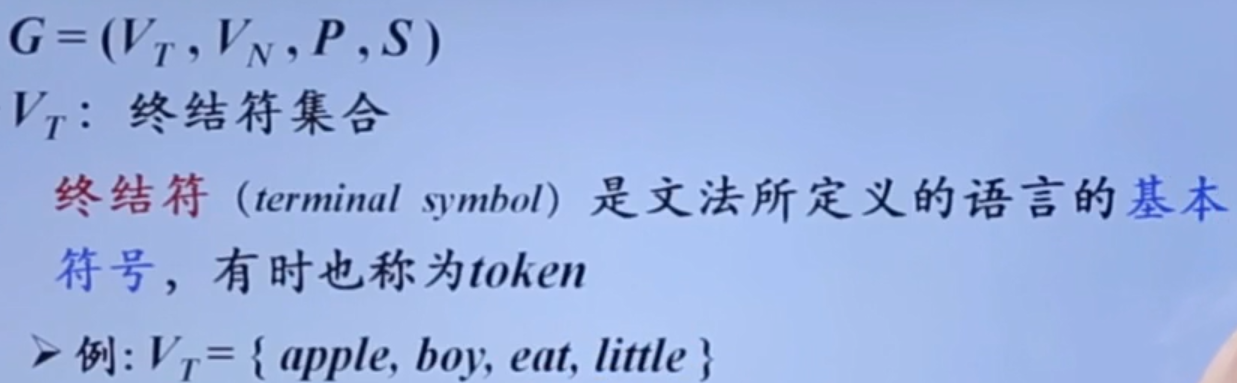 G = (V_T , V_N , P , S )
V_T： 终结符集合
终结符（terminal symbol）是文法所定义的语言的基本
符号，有时也称为token
➢ 例: V_T = { apple, boy, eat, little }